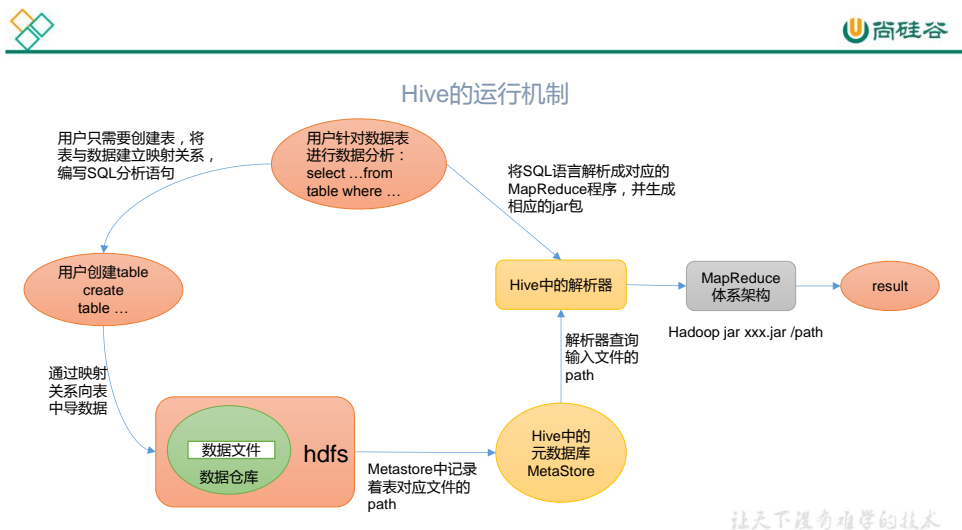 尚硅谷
Hive的运行机制
用户只需要创建表，将
表与数据建立映射关系，
编写SQL分析语句
用户针对数据表
进行数据分析：
select …from
table where …
将SQL语言解析成对应的
MapReduce程序，并生成
相应的jar包
用户创建table
create
table …
Hive中的解析器
MapReduce
体系架构
result
Hadoop jar xxx.jar /path
解析器查询
输入文件的
path
通过映射
关系向表
中导数据
数据文件
数据仓库
hdfs
Metastore中记录
着表对应文件的
path
Hive中的
元数据库
MetaStore
让天下没有难学的技术